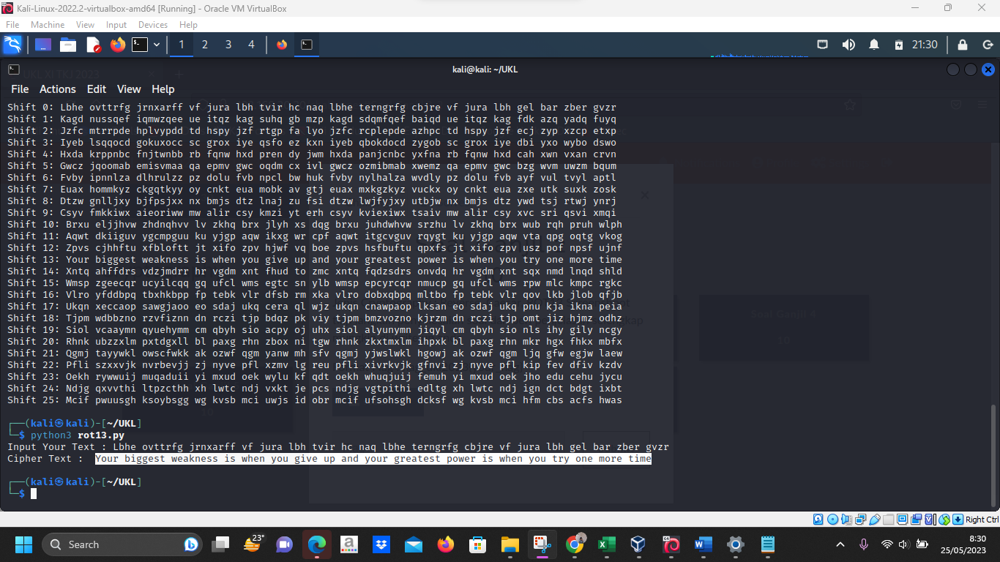 Kali-Linux-2022.2-virtualbox-amd64 [Running] - Oracle VM VirtualBox
File Machine View Input Devices Help
1 2 3 4 21:30
UKL XI TKJ 2023
kali@kali: ~/UKL
File Actions Edit View Help
Shift 0: Lbhe ovttrfg jrnxarff vf jura lbh tvir hc naq lbhe terngrfg cbjre vf jura lbh gel bar zber gvzr
Shift 1: Kagd nussqef iqmwzqee ue itqz kag suhq gb mzp kagd sdqmfqef baiqd ue itqz kag fdk azq yadq fuyq
Shift 2: Jzfc mtrrpde hplvypdd td hspy jzf rtgp fa lyo jzfc rcplepde azhpc td hspy jzf ecj zyp xzcp etxp
Shift 3: Iyeb lsqqocd gokuxocc sc grox iye qsfo ez kxn iyeb qbokdocd zygob sc grox iye dbi yxo wybo dswo
Shift 4: Hxda krppnbc fnjtwnbb rb fqnw hxd pren dy jwm hxda panjcnbc yxfna rb fqnw hxd cah xwn vxan crvn
Shift 5: Gwcz jqoomab emisvmaa qa epmv gwc oqdm cx ivl gwcz ozmibmab xwemz qa epmv gwc bzg wvm uwzm bqum
Shift 6: Fvby ipnnlza dlhrulzz pz dolu fvb npcl bw huk fvby nylhalza wvdly pz dolu fvb ayf vul tvyl aptl
Shift 7: Euax hommkyz ckgqtkyy oy cnkt eua mobk av gtj euax mxkgzkyz vuckx oy cnkt eua zxe utk suxk zosk
Shift 8: Dtzw gnlljxy bjfpsjxx nx bmjs dtz lnaj zu fsi dtzw lwjfyjxy utbjw nx bmjs dtz ywd tsj rtwj ynrj
Shift 9: Csyv fmkkiwx aieoriww mw alir csy kmzi yt erh csyv kviexiwx tsaiv mw alir csy xvc sri qsvi xmqi
Shift 10: Brxu eljjhvw zhdnqhvv lv zkhq brx jlyh xs dqg brxu juhdwhvw srzhu lv zkhq brx wub rqh pruh wlph
Shift 11: Aqwt dkiiguv ygcmpguu ku yjgp aqw ikxg wr cpf aqwt itgcvguv rqygt ku yjgp aqw vta qpg oqtg vkog
Shift 12: Zpvs cjhhftu xfbloftt jt xifo zpv hjwf vq boe zpvs hsfbuftu qpxfs jt xifo zpv usz pof npsf ujnf
Shift 13: Your biggest weakness is when you give up and your greatest power is when you try one more time
Shift 14: Xntq ahffdrs vdzjmdrr hr vgdm xnt fhud to zmc xntq fqdzsdrs onvdq hr vgdm xnt sqx nmd lnqd shld
Shift 15: Wmsp zgeecqr ucyilcqq gq ufcl wms egtc sn ylb wmsp epcyrcqr nmucp gq ufcl wms rpw mlc kmpc rgkc
Shift 16: Vlro yfddbpq tbxhkbpp fp tebk vlr dfsb rm xka vlro dobxqbpq mltbo fp tebk vlr qov lkb jlob qfjb
Shift 17: Ukqn xeccaop sawgjaoo eo sdaj ukq cera ql wjz ukqn cnawpaop lksan eo sdaj ukq pnu kja ikna peia
Shift 18: Tjpm wdbbzno rzvfiznn dn rczi tjp bdqz pk viy tjpm bmzvozno kjrzm dn rczi tjp omt jiz hjmz odhz
Shift 19: Siol vcaaymn qyuehymm cm qbyh sio acpy oj uhx siol alyunymn jiqyl cm qbyh sio nls ihy gily ncgy
Shift 20: Rhnk ubzzxlm pxtdgxll bl paxg rhn zbox ni tgw rhnk zkxtmxlm ihpxk bl paxg rhn mkr hgx fhkx mbfx
Shift 21: Qgmj tayywkl owscfwkk ak ozwf qgm yanw mh sfv qgmj yjwslwkl hgowj ak ozwf qgm ljq gfw egjw laew
Shift 22: Pfli szxxvjk nvrbevjj zj nyve pfl xzmv lg reu pfli xivrkvjk gfnvi zj nyve pfl kip fev dfiv kzdv
Shift 23: Oekh rywwuij muqaduii yi mxud oek wylu kf qdt oekh whuqjuij femuh yi mxud oek jho edu cehu jycu
Shift 24: Ndjg qxvvthi ltpzcthh xh lwtc ndj vxkt je pcs ndjg vgtpithi edltg xh lwtc ndj ign dct bdgt ixbt
Shift 25: Mcif pwuusgh ksoybsgg wg kvsb mci uwjs id obr mcif ufsohsgh dcksf wg kvsb mci hfm cbs acfs hwas
┌──(kali㉿kali)-[~/UKL]
└─$ python3 rot13.py
Input Your Text : Lbhe ovttrfg jrnxarff vf jura lbh tvir hc naq lbhe terngrfg cbjre vf jura lbh gel bar zber gvzr
Cipher Text : Your biggest weakness is when you give up and your greatest power is when you try one more time
┌──(kali㉿kali)-[~/UKL]
└─$
Right Ctrl
Search
23°
8:30
25/05/2023